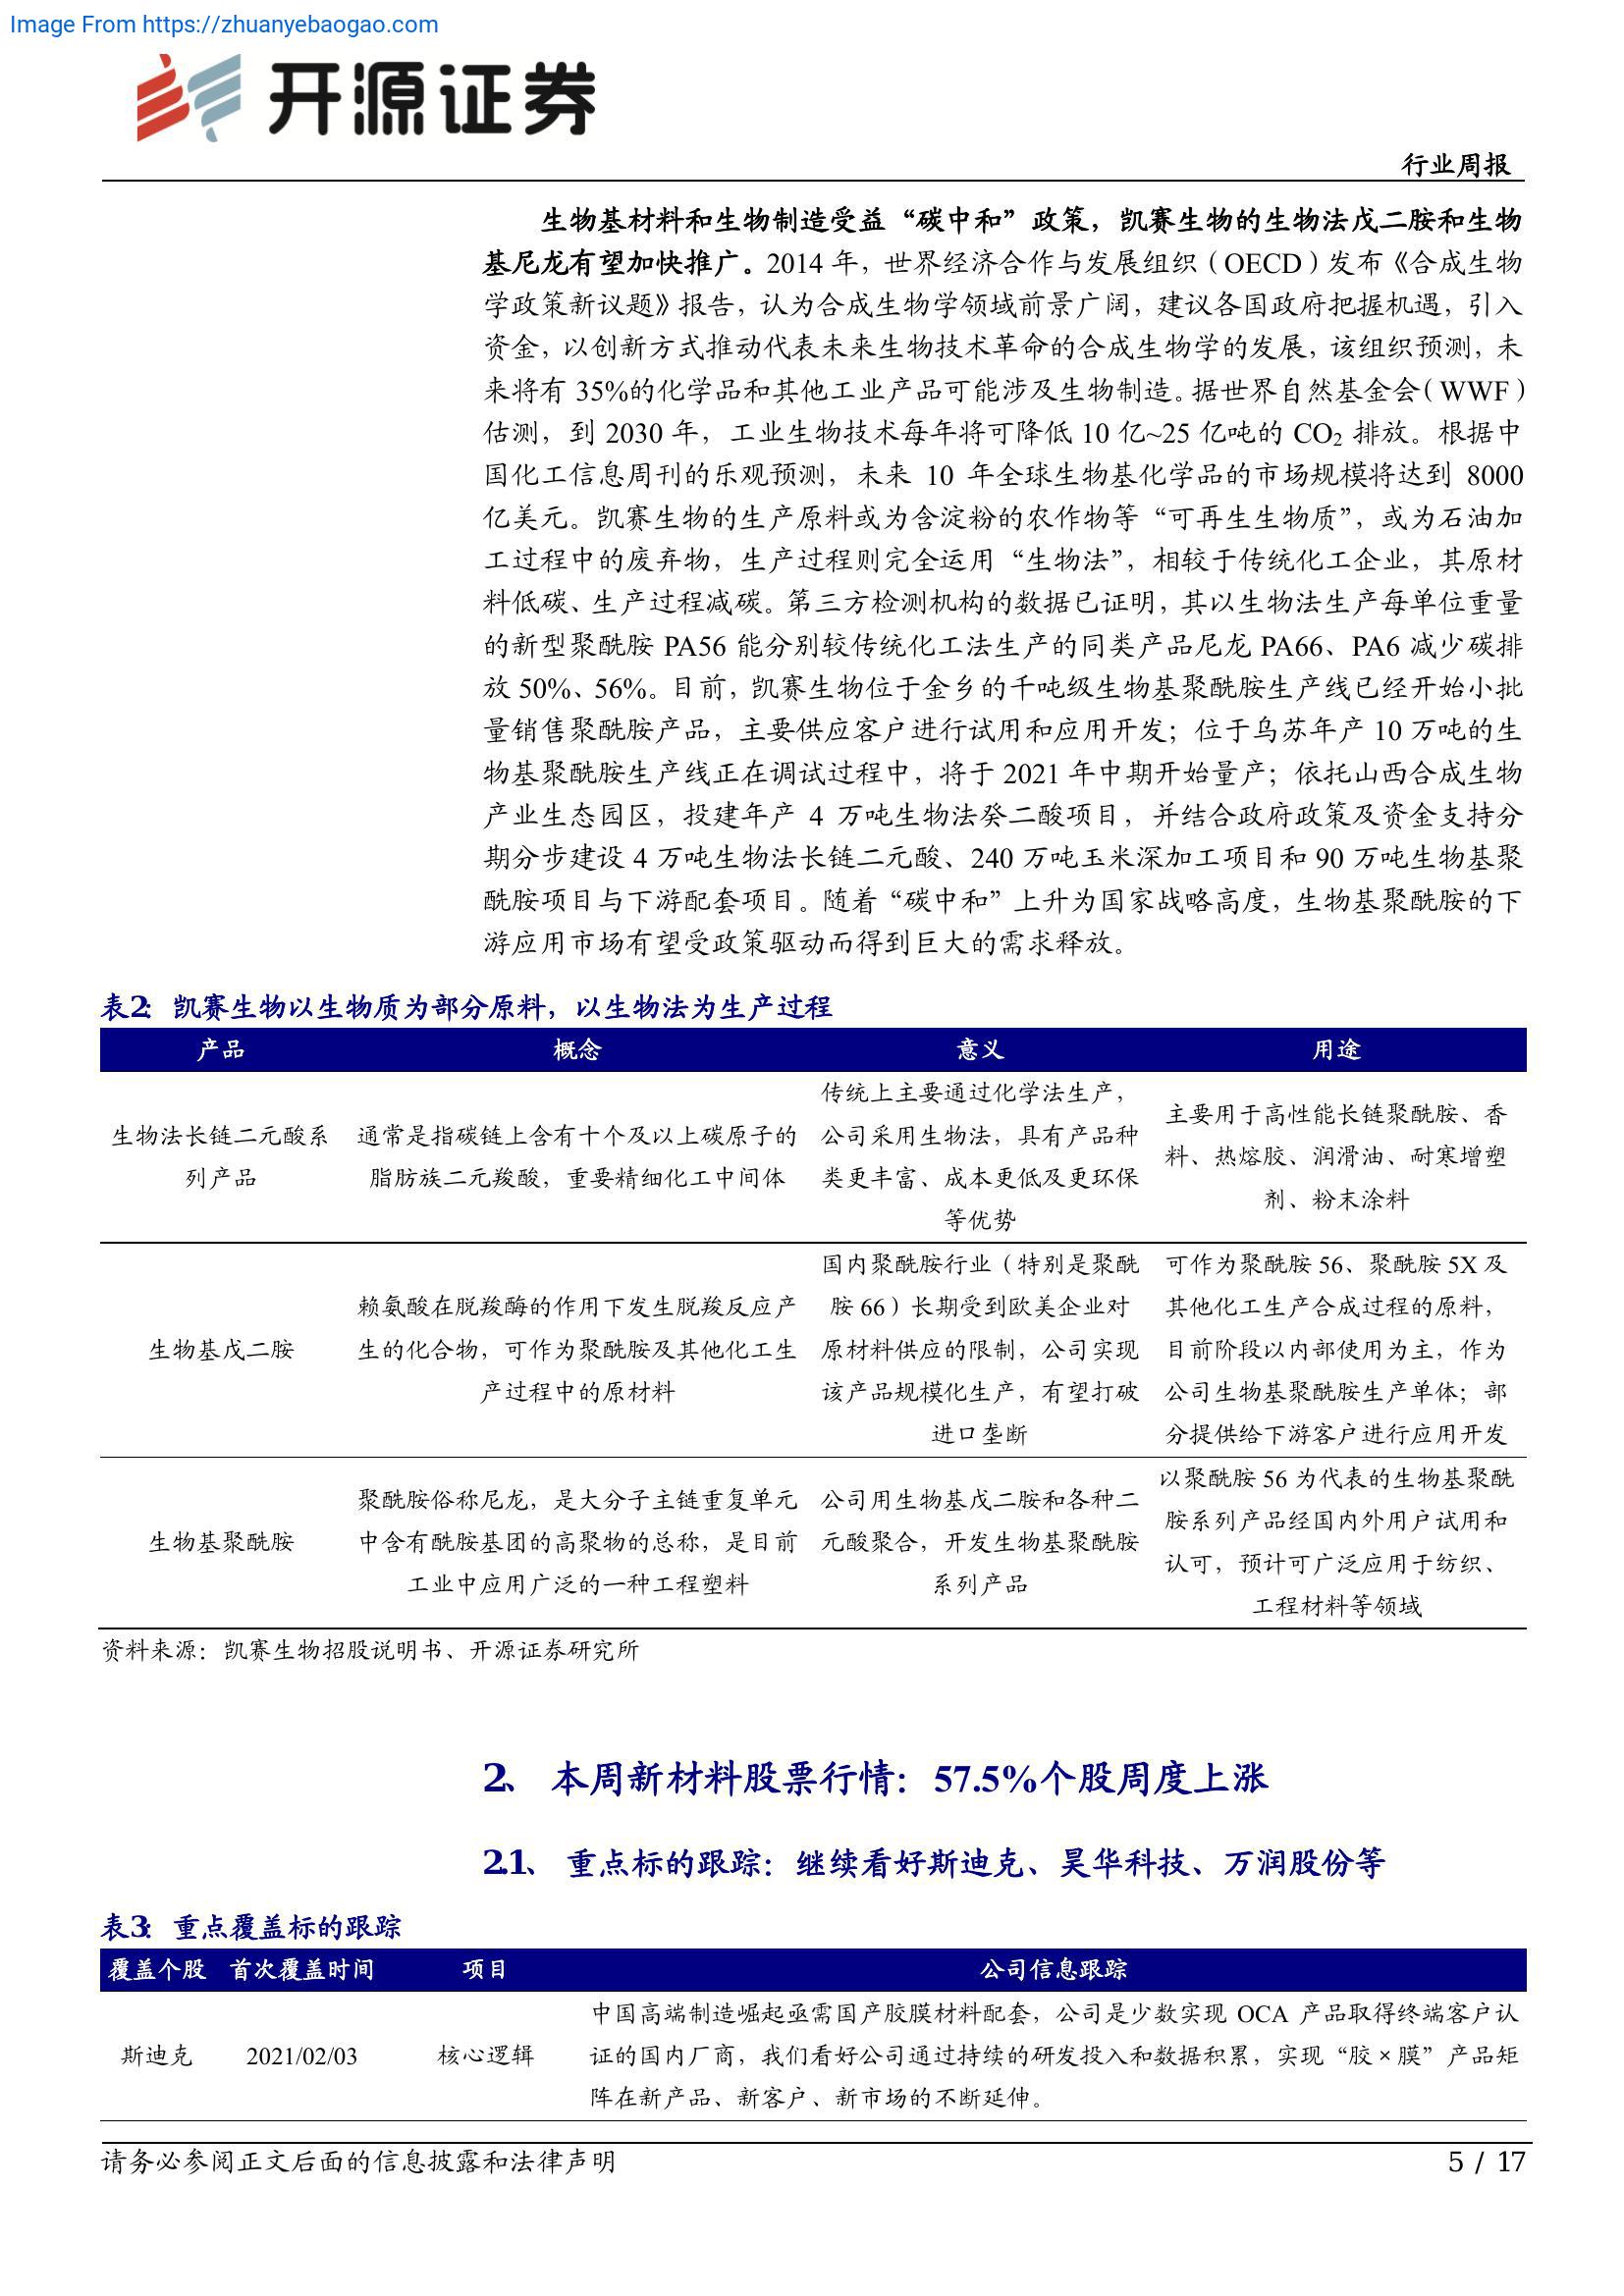 Image From https://zhuanyebaogao.com
开源证券
行业周报
生物基材料和生物制造受益“碳中和”政策，凯赛生物的生物法戊二胺和生物
基尼龙有望加快推广。2014 年，世界经济合作与发展组织（OECD）发布《合成生物
学政策新议题》报告，认为合成生物学领域前景广阔，建议各国政府把握机遇，引入
资金，以创新方式推动代表未来生物技术革命的合成生物学的发展，该组织预测，未
来将有 35%的化学品和其他工业产品可能涉及生物制造。据世界自然基金会（WWF）
估测，到 2030 年，工业生物技术每年将可降低 10 亿~25 亿吨的 CO₂ 排放。根据中
国化工信息周刊的乐观预测，未来 10 年全球生物基化学品的市场规模将达到 8000
亿美元。凯赛生物的生产原料或为含淀粉的农作物等“可再生生物质”，或为石油加
工过程中的废弃物，生产过程则完全运用“生物法”，相较于传统化工企业，其原材
料低碳、生产过程减碳。第三方检测机构的数据已证明，其以生物法生产每单位重量
的新型聚酰胺 PA56 能分别较传统化工法生产的同类产品尼龙 PA66、PA6 减少碳排
放 50%、56%。目前，凯赛生物位于金乡的千吨级生物基聚酰胺生产线已经开始小批
量销售聚酰胺产品，主要供应客户进行试用和应用开发；位于乌苏年产 10 万吨的生
物基聚酰胺生产线正在调试过程中，将于 2021 年中期开始量产；依托山西合成生物
产业生态园区，投建年产 4 万吨生物法癸二酸项目，并结合政府政策及资金支持分
期分步建设 4 万吨生物法长链二元酸、240 万吨玉米深加工项目和 90 万吨生物基聚
酰胺项目与下游配套项目。随着“碳中和”上升为国家战略高度，生物基聚酰胺的下
游应用市场有望受政策驱动而得到巨大的需求释放。
表2：凯赛生物以生物质为部分原料，以生物法为生产过程
产品 概念 意义 用途
生物法长链二元酸系
列产品
通常是指碳链上含有十个及以上碳原子的
脂肪族二元羧酸，重要精细化工中间体
传统上主要通过化学法生产，
公司采用生物法，具有产品种
类更丰富、成本更低及更环保
等优势
主要用于高性能长链聚酰胺、香
料、热熔胶、润滑油、耐寒增塑
剂、粉末涂料
生物基戊二胺
赖氨酸在脱羧酶的作用下发生脱羧反应产
生的化合物，可作为聚酰胺及其他化工生
产过程中的原材料
国内聚酰胺行业（特别是聚酰
胺 66）长期受到欧美企业对
原材料供应的限制，公司实现
该产品规模化生产，有望打破
进口垄断
可作为聚酰胺 56、聚酰胺 5X 及
其他化工生产合成过程的原料，
目前阶段以内部使用为主，作为
公司生物基聚酰胺生产单体；部
分提供给下游客户进行应用开发
生物基聚酰胺
聚酰胺俗称尼龙，是大分子主链重复单元
中含有酰胺基团的高聚物的总称，是目前
工业中应用广泛的一种工程塑料
公司用生物基戊二胺和各种二
元酸聚合，开发生物基聚酰胺
系列产品
以聚酰胺 56 为代表的生物基聚酰
胺系列产品经国内外用户试用和
认可，预计可广泛应用于纺织、
工程材料等领域
资料来源：凯赛生物招股说明书、开源证券研究所
2、 本周新材料股票行情：57.5%个股周度上涨
2.1、 重点标的跟踪：继续看好斯迪克、昊华科技、万润股份等
表3：重点覆盖标的跟踪
覆盖个股 首次覆盖时间 项目 公司信息跟踪
斯迪克 2021/02/03 核心逻辑
中国高端制造崛起亟需国产胶膜材料配套，公司是少数实现 OCA 产品取得终端客户认
证的国内厂商，我们看好公司通过持续的研发投入和数据积累，实现“胶×膜”产品矩
阵在新产品、新客户、新市场的不断延伸。
请务必参阅正文后面的信息披露和法律声明
5 / 17